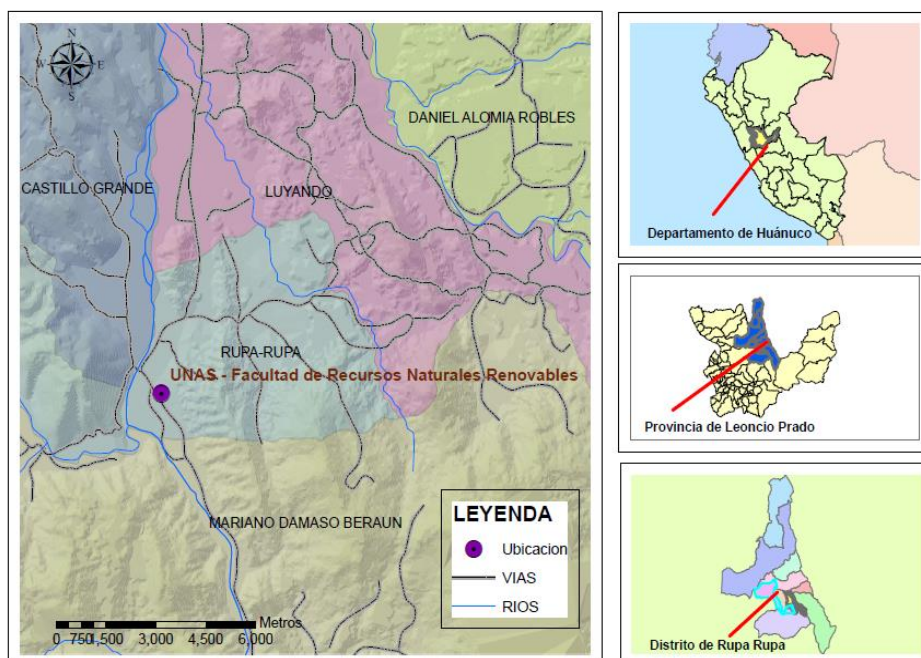 N
W E
S
DANIEL ALOMIA ROBLES
CASTILLO GRANDE
LUYANDO
RUPA-RUPA
UNAS - Facultad de Recursos Naturales Renovables
MARIANO DAMASO BERAUN
LEYENDA
Ubicacion
VIAS
RIOS
Metros
0 750 1,500 3,000 4,500 6,000
Departamento de Huánuco
Provincia de Leoncio Prado
Distrito de Rupa Rupa